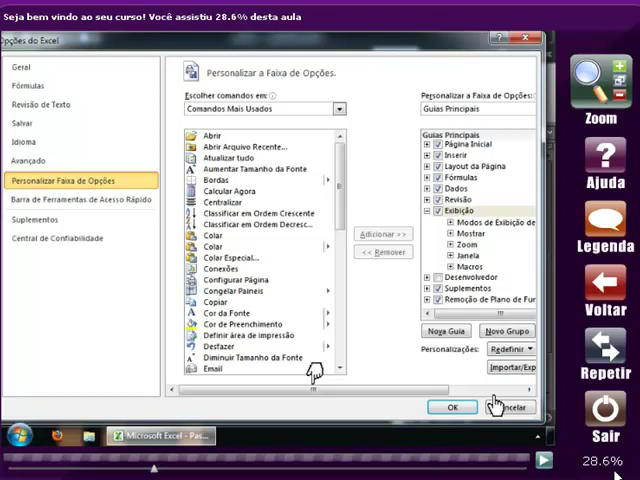 Seja bem vindo ao seu curso! Você assistiu 28.6% desta aula
pções do Excel
Geral
Fórmulas
Revisão de Texto
Salvar
Idioma
Avançado
Personalizar Faixa de Opções
Barra de Ferramentas de Acesso Rápido
Suplementos
Central de Confiabilidade
Personalizar a Faixa de Opções.
Escolher comandos em:
Comandos Mais Usados
Abrir
Abrir Arquivo Recente...
Atualizar tudo
Aumentar Tamanho da Fonte
Bordas
Calcular Agora
Centralizar
Classificar em Ordem Crescente
Classificar em Ordem Decresc...
Colar
Colar
Colar Especial...
Conexões
Configurar Página
Congelar Painéis
Copiar
Cor da Fonte
Cor de Preenchimento
Definir área de impressão
Desfazer
Diminuir Tamanho da Fonte
Email
Adicionar >>
<< Remover
Personalizar a Faixa de Opções:
Guias Principais
Guias Principais
Página Inicial
Inserir
Layout da Página
Fórmulas
Dados
Revisão
Exibição
Modos de Exibição de
Mostrar
Zoom
Janela
Macros
Desenvolvedor
Suplementos
Remoção de Plano de Fun
Nova Guia
Novo Grupo
Personalizações:
Redefinir
Importar/Exp
OK
ancelar
Microsoft Excel - Pas...
Zoom
Ajuda
Legenda
Voltar
Repetir
Sair
28.6%